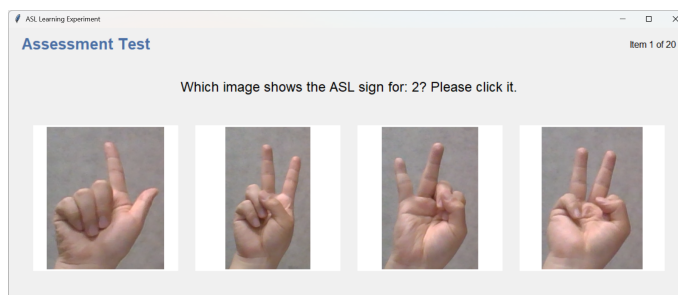 ASL Learning Experiment
Assessment Test
Item 1 of 20
Which image shows the ASL sign for: 2? Please click it.